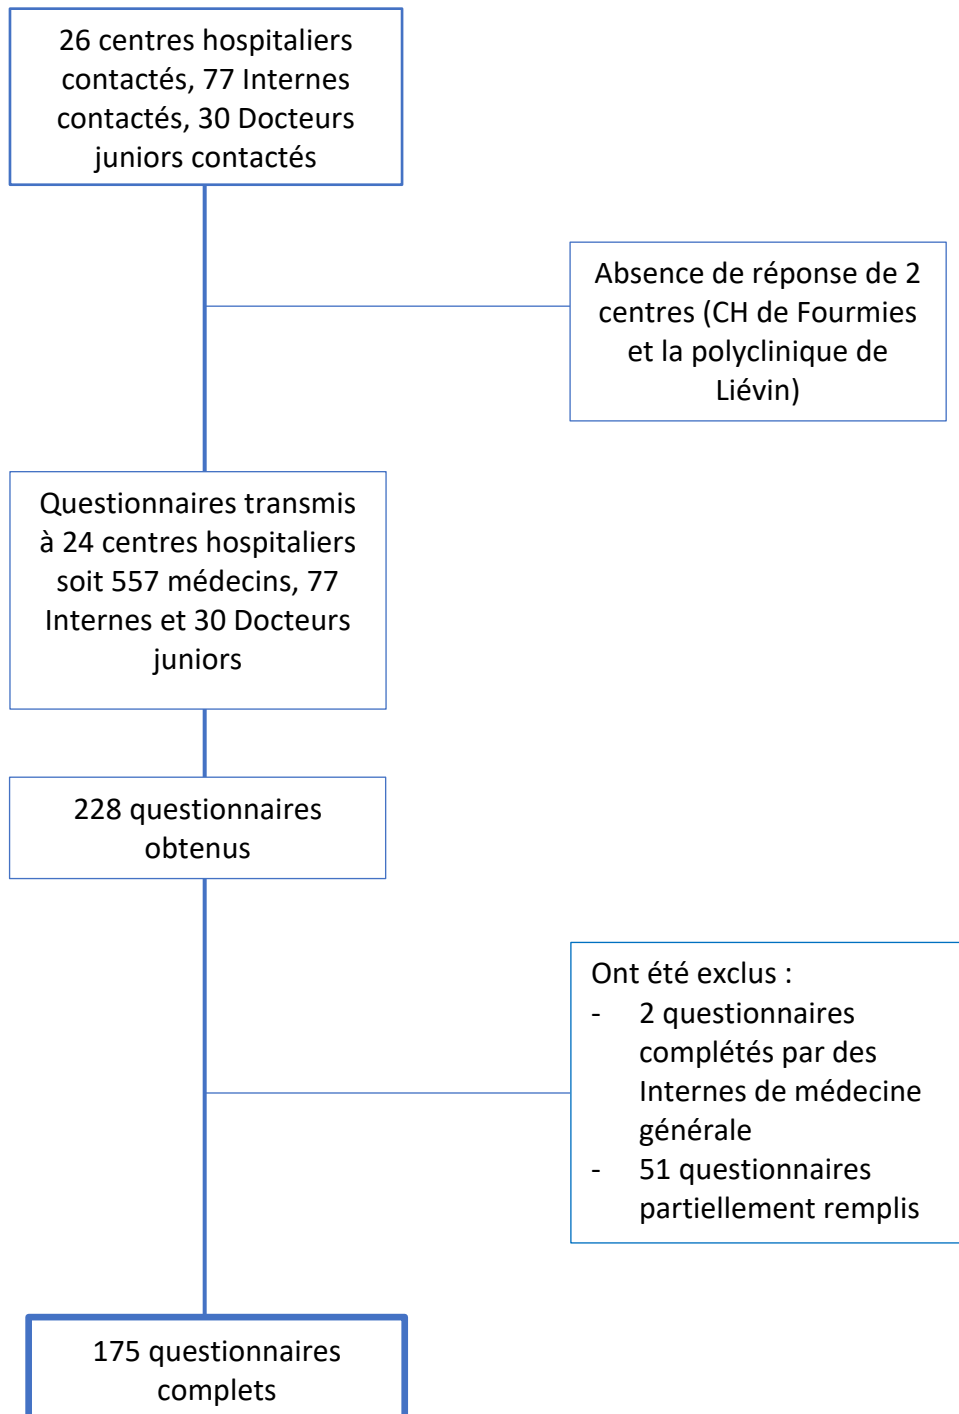 26 centres hospitaliers
contactés, 77 Internes
contactés, 30 Docteurs
juniors contactés
Absence de réponse de 2
centres (CH de Fourmies
et la polyclinique de
Liévin)
Questionnaires transmis
à 24 centres hospitaliers
soit 557 médecins, 77
Internes et 30 Docteurs
juniors
228 questionnaires
obtenus
Ont été exclus :
- 2 questionnaires
complétés par des
Internes de médecine
générale
- 51 questionnaires
partiellement remplis
175 questionnaires
complets